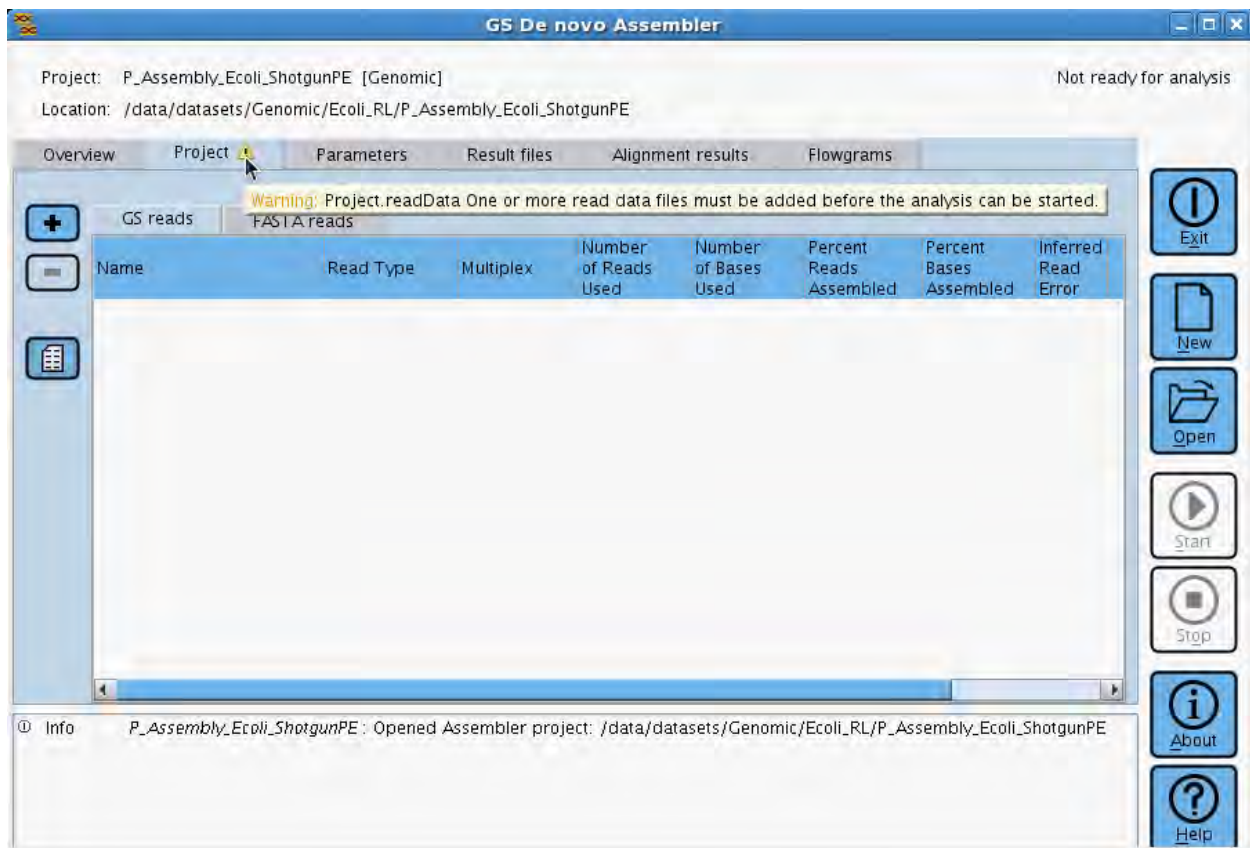 GS De novo Assembler
Project: P_Assembly_Ecoli_ShotgunPE [Genomic]
Not ready for analysis
Location: /data/datasets/Genomic/Ecoli_RL/P_Assembly_Ecoli_ShotgunPE
Overview Project Parameters Result files Alignment results Flowgrams
Warning: Project.readData One or more read data files must be added before the analysis can be started.
GS reads FASTA reads
Name Read Type Multiplex Number of Reads Used Number of Bases Used Percent Reads Assembled Percent Bases Assembled Inferred Read Error
Exit
New
Open
Start
Stop
Info P_Assembly_Ecoli_ShotgunPE : Opened Assembler project: /data/datasets/Genomic/Ecoli_RL/P_Assembly_Ecoli_ShotgunPE
About
Help